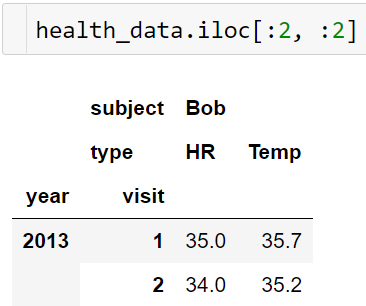 health_data.iloc[:2, :2]
subject Bob
type HR Temp
year visit
2013 1 35.0 35.7
2 34.0 35.2